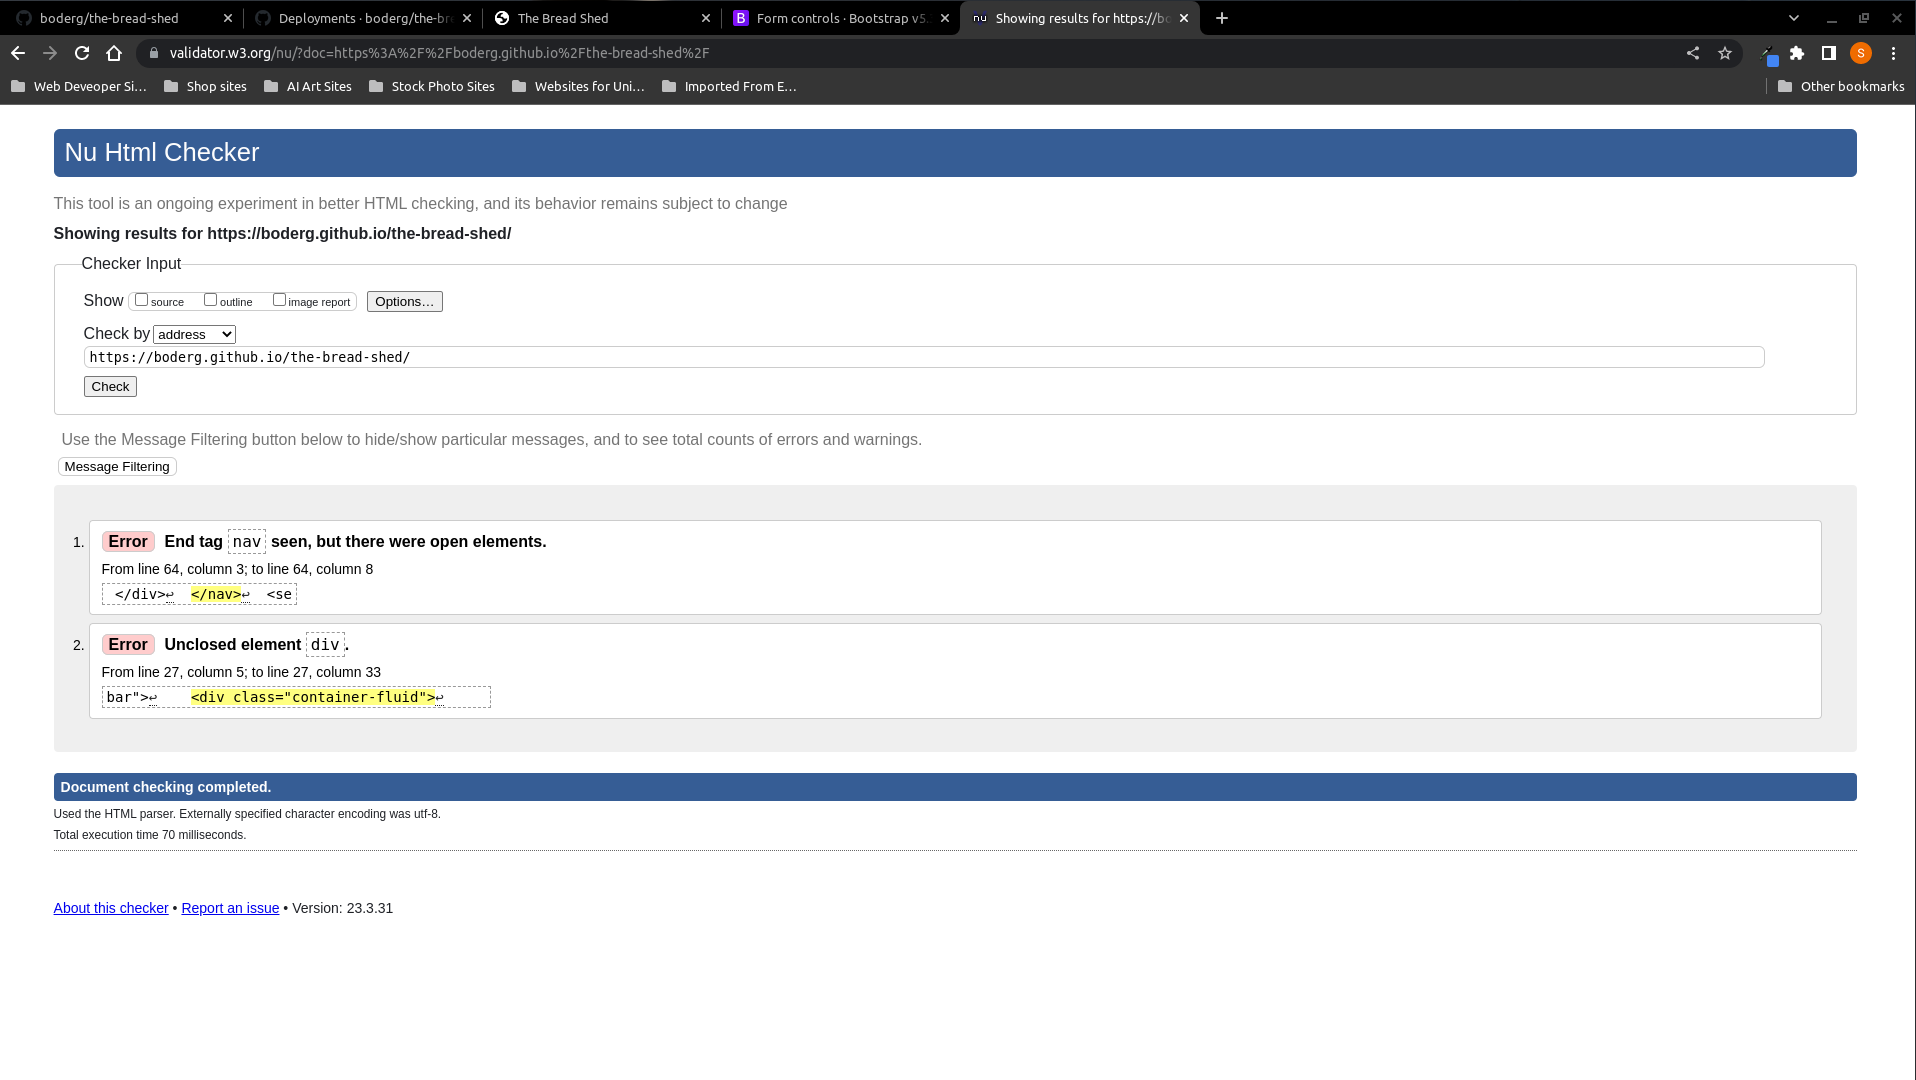 boderg/the-bread-shed
Deployments · boderg/the-br
The Bread Shed
Form controls · Bootstrap v5.
Showing results for https://bo
validator.w3.org/nu/?doc=https%3A%2F%2Fboderg.github.io%2Fthe-bread-shed%2F
S
Web Deveoper Si…
Shop sites
AI Art Sites
Stock Photo Sites
Websites for Uni…
Imported From E…
Other bookmarks
Nu Html Checker
This tool is an ongoing experiment in better HTML checking, and its behavior remains subject to change
Showing results for https://boderg.github.io/the-bread-shed/
Checker Input
Show source outline image report Options…
Check by address
https://boderg.github.io/the-bread-shed/
Check
Use the Message Filtering button below to hide/show particular messages, and to see total counts of errors and warnings.
Message Filtering
1. Error End tag nav seen, but there were open elements.
From line 64, column 3; to line 64, column 8
</div>↩ </nav>↩ <se
2. Error Unclosed element div.
From line 27, column 5; to line 27, column 33
bar">↩ <div class="container-fluid">↩
Document checking completed.
Used the HTML parser. Externally specified character encoding was utf-8.
Total execution time 70 milliseconds.
About this checker • Report an issue • Version: 23.3.31